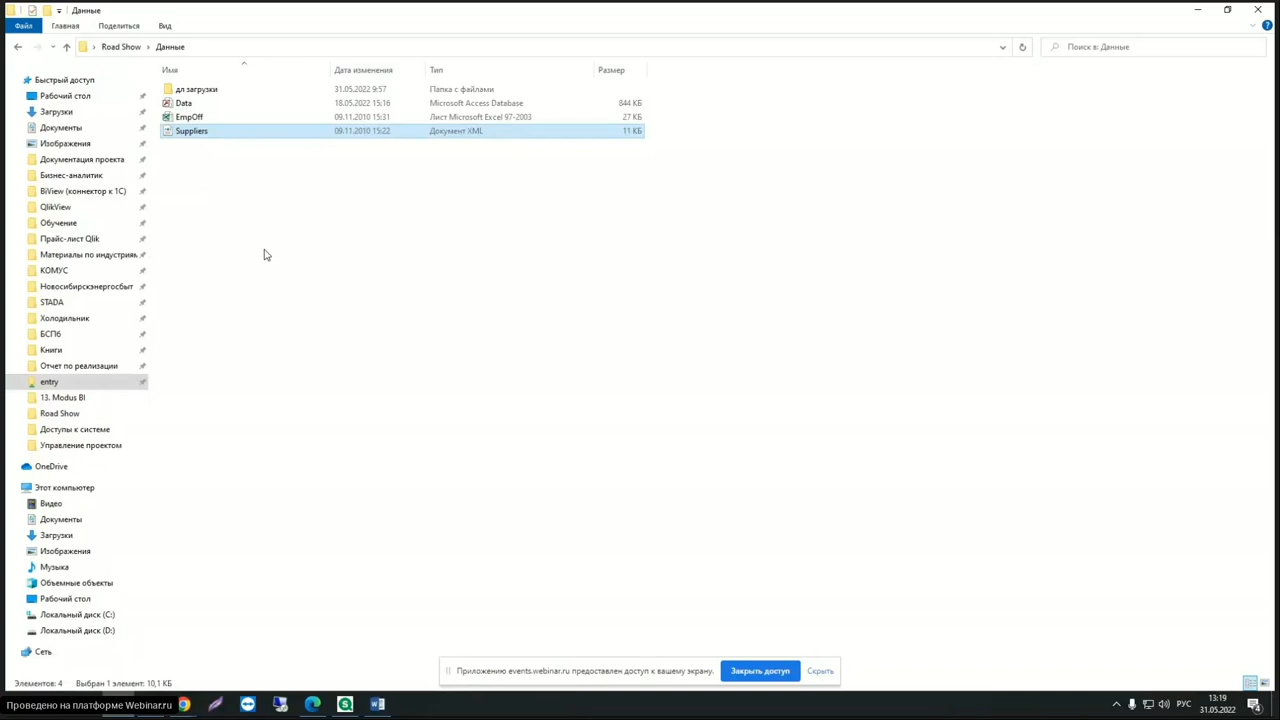 Данные
Файл Главная Поделиться Вид
Road Show Данные Поиск в: Данные
Имя Дата изменения Тип Размер
дл загрузки 31.05.2022 9:57 Папка с файлами
Data 18.05.2022 15:16 Microsoft Access Database 844 КБ
EmpOff 09.11.2010 15:31 Лист Microsoft Excel 97-2003 27 КБ
Suppliers 09.11.2010 15:22 Документ XML 11 КБ
Быстрый доступ
Рабочий стол
Загрузки
Документы
Изображения
Документация проекта
Бизнес-аналитик
BiView (коннектор к 1С)
QlikView
Обучение
Прайс-лист Qlik
Материалы по индустриям
КОМУС
Новосибирскэнергосбыт
STADA
Холодильник
БСПб
Книги
Отчет по реализации
entry
13. Modus BI
Road Show
Доступы к системе
Управление проектом
OneDrive
Этот компьютер
Видео
Документы
Загрузки
Изображения
Музыка
Объемные объекты
Рабочий стол
Локальный диск (C:)
Локальный диск (D:)
Сеть
Приложению events.webinar.ru предоставлен доступ к вашему экрану. Закрыть доступ Скрыть
Элементов: 4 Выбран 1 элемент: 10,1 КБ
Проведено на платформе Webinar.ru
РУС
13:19
31.05.2022